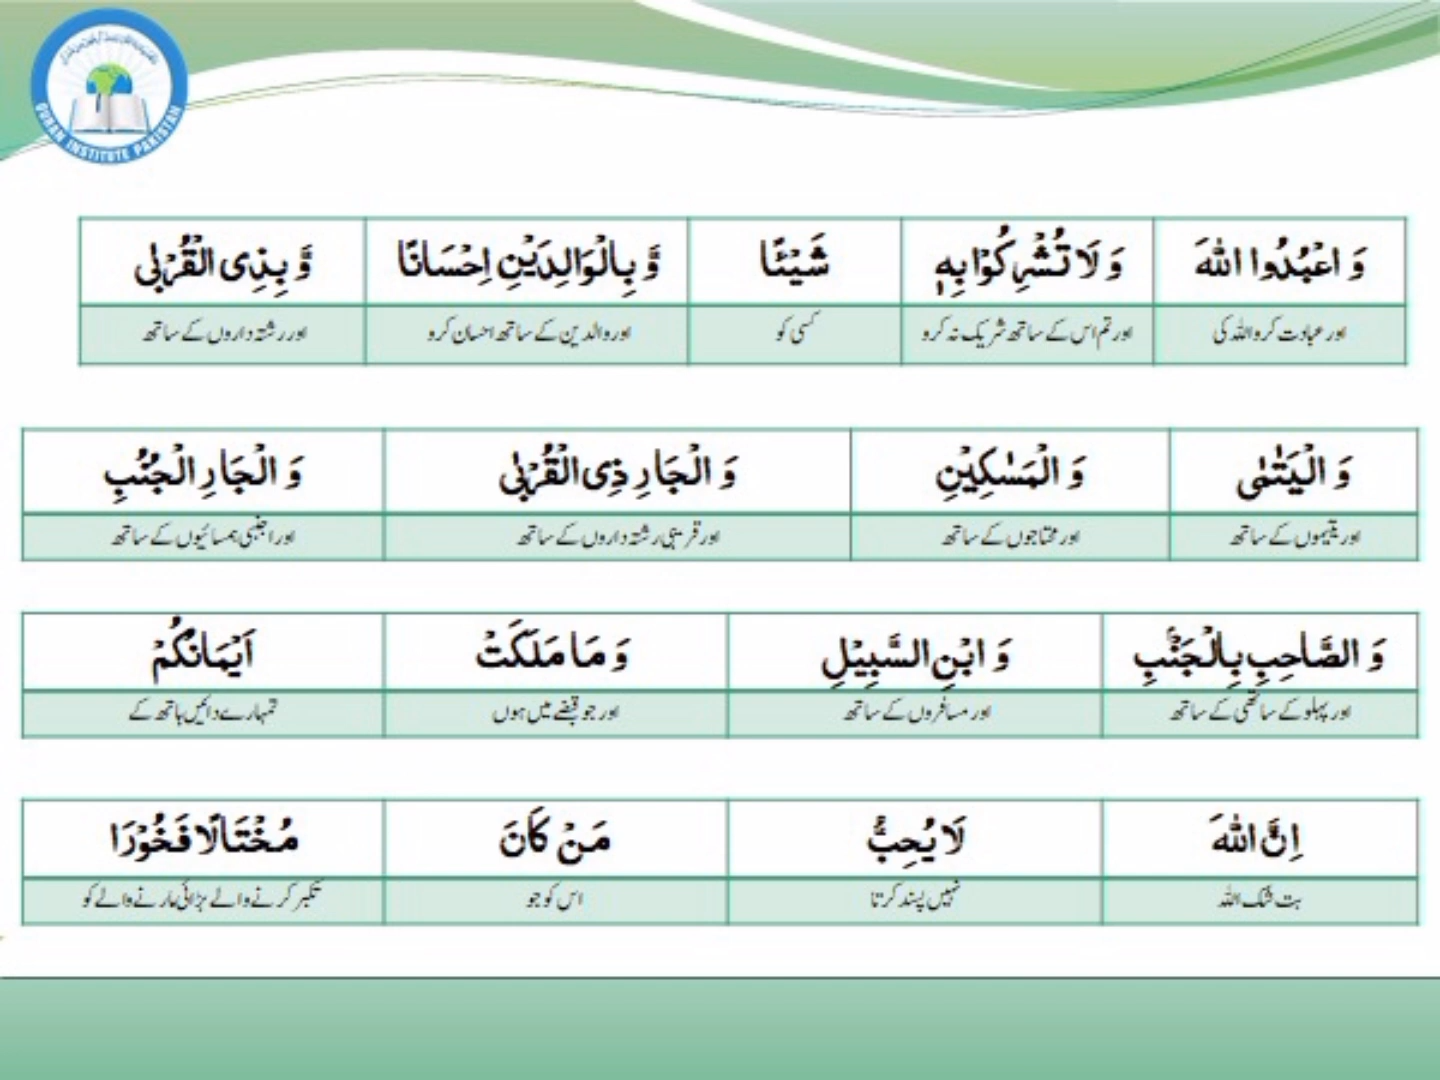 QURAN INSTITUTE PAKISTAN
وَ اعۡبُدُوا اللّٰهَ وَ لَا تُشۡرِكُوۡا بِهٖ شَيۡـًٔا وَّ بِالۡوَالِدَيۡنِ اِحۡسَانًا وَّ بِذِى الۡقُرۡبٰى
اور عبادت کرو اللہ کی اور تم اس کے ساتھ شریک نہ کرو کسی کو اور والدین کے ساتھ احسان کرو اور رشتہ داروں کے ساتھ
وَ الۡيَتٰمٰى وَ الۡمَسٰكِيۡنِ وَ الۡجَارِ ذِى الۡقُرۡبٰى وَ الۡجَارِ الۡجُنُبِ
اور یتیموں کے ساتھ اور محتاجوں کے ساتھ اور قریبی رشتہ داروں کے ساتھ اور اجنبی ہمسائیوں کے ساتھ
وَ الصَّاحِبِ بِالۡجَنۡۢبِ وَ ابۡنِ السَّبِيۡلِ وَ مَا مَلَـكَتۡ اَيۡمَانُكُمۡ
اور پہلو کے ساتھی کے ساتھ اور مسافروں کے ساتھ اور جو قبضے میں ہوں تمہارے دائیں ہاتھ کے
اِنَّ اللّٰهَ لَا يُحِبُّ مَنۡ كَانَ مُخۡتَالًا فَخُوۡرَا
بے شک اللہ نہیں پسند کرتا اس کو جو تکبر کرنے والے بڑائی مارنے والے کو